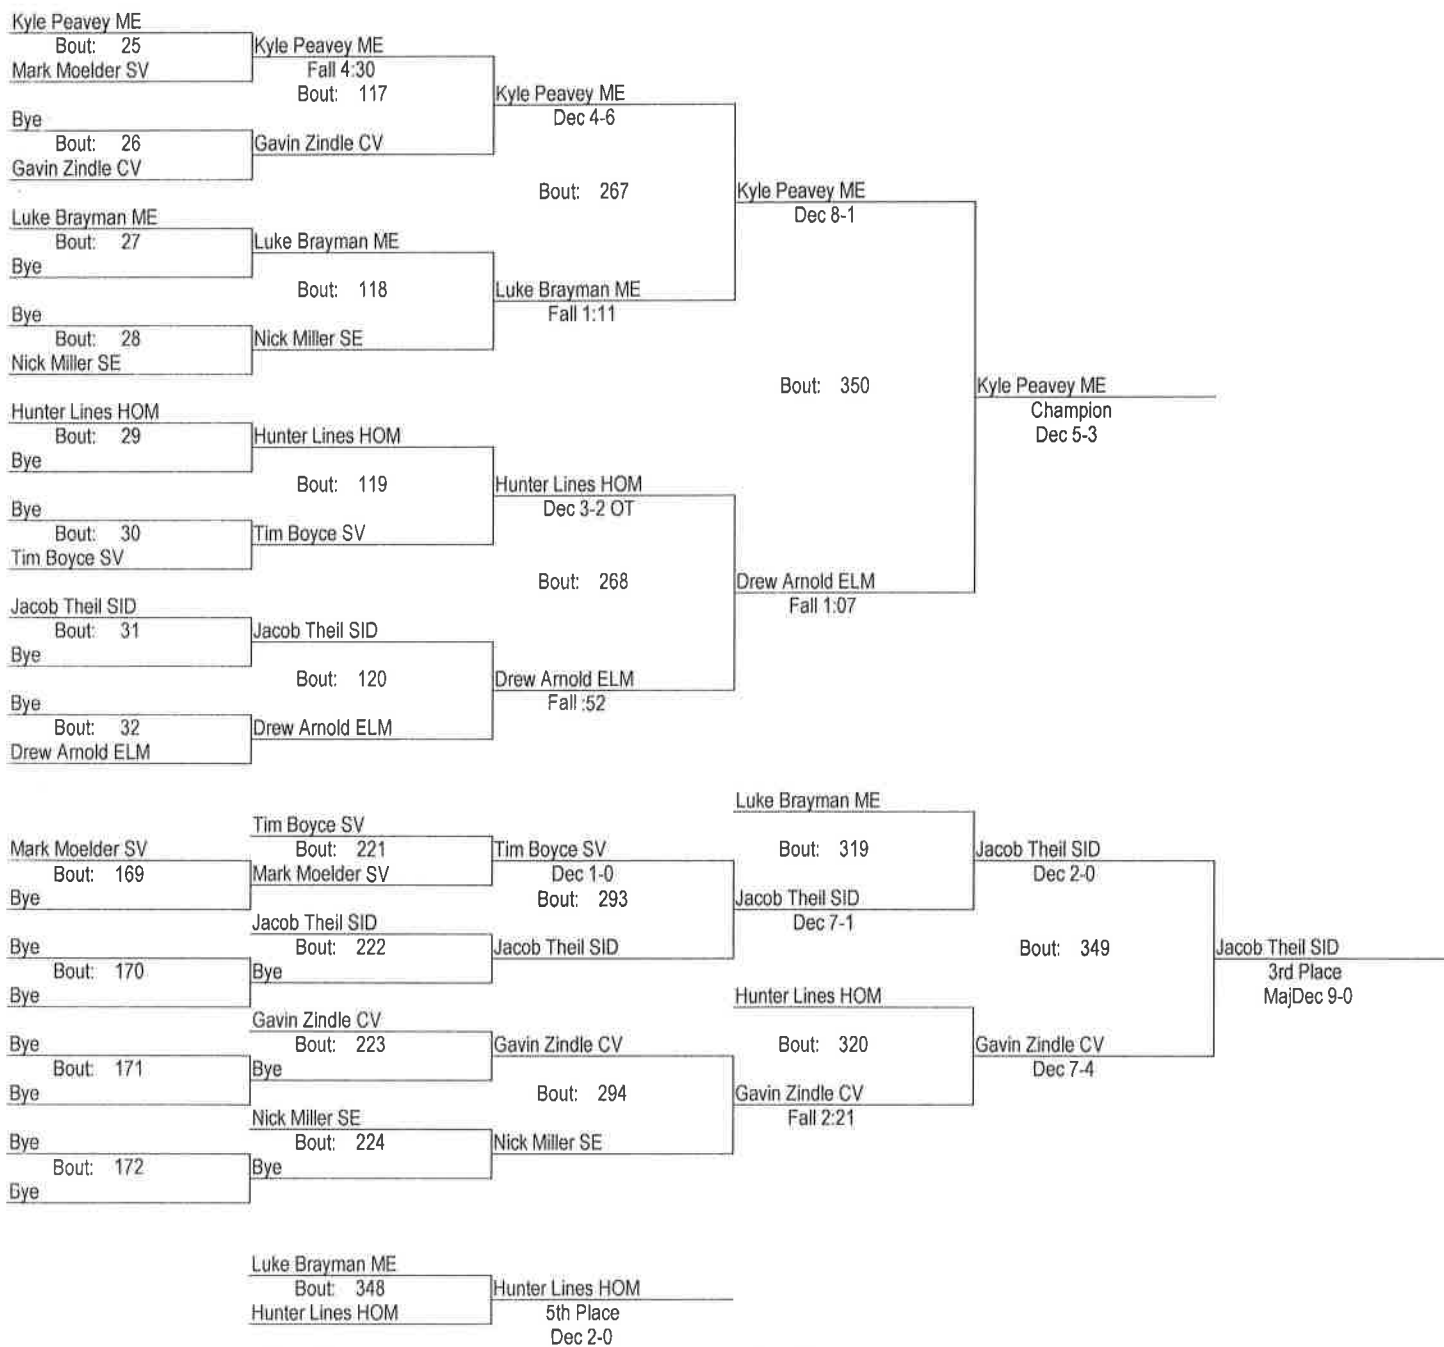 Kyle Peavey ME
Bout: 25
Mark Moelder SV
Kyle Peavey ME
Fall 4:30
Bout: 117
Bye
Bout: 26
Gavin Zindle CV
Gavin Zindle CV
Kyle Peavey ME
Dec 4-6
Bout: 267
Luke Brayman ME
Bout: 27
Bye
Luke Brayman ME
Bout: 118
Bye
Bout: 28
Nick Miller SE
Nick Miller SE
Luke Brayman ME
Fall 1:11
Kyle Peavey ME
Dec 8-1
Bout: 350
Hunter Lines HOM
Bout: 29
Bye
Hunter Lines HOM
Bout: 119
Bye
Bout: 30
Tim Boyce SV
Tim Boyce SV
Hunter Lines HOM
Dec 3-2 OT
Bout: 268
Jacob Theil SID
Bout: 31
Bye
Jacob Theil SID
Bout: 120
Bye
Bout: 32
Drew Arnold ELM
Drew Arnold ELM
Drew Arnold ELM
Fall :52
Drew Arnold ELM
Fall 1:07
Kyle Peavey ME
Champion
Dec 5-3
Mark Moelder SV
Bout: 169
Bye
Tim Boyce SV
Bout: 221
Mark Moelder SV
Tim Boyce SV
Dec 1-0
Bout: 293
Bye
Bout: 170
Bye
Jacob Theil SID
Bout: 222
Bye
Jacob Theil SID
Luke Brayman ME
Bout: 319
Jacob Theil SID
Dec 7-1
Jacob Theil SID
Dec 2-0
Bout: 349
Bye
Bout: 171
Bye
Gavin Zindle CV
Bout: 223
Bye
Gavin Zindle CV
Bout: 294
Bye
Bout: 172
Bye
Nick Miller SE
Bout: 224
Bye
Nick Miller SE
Hunter Lines HOM
Bout: 320
Gavin Zindle CV
Fall 2:21
Gavin Zindle CV
Dec 7-4
Jacob Theil SID
3rd Place
MajDec 9-0
Luke Brayman ME
Bout: 348
Hunter Lines HOM
Hunter Lines HOM
5th Place
Dec 2-0